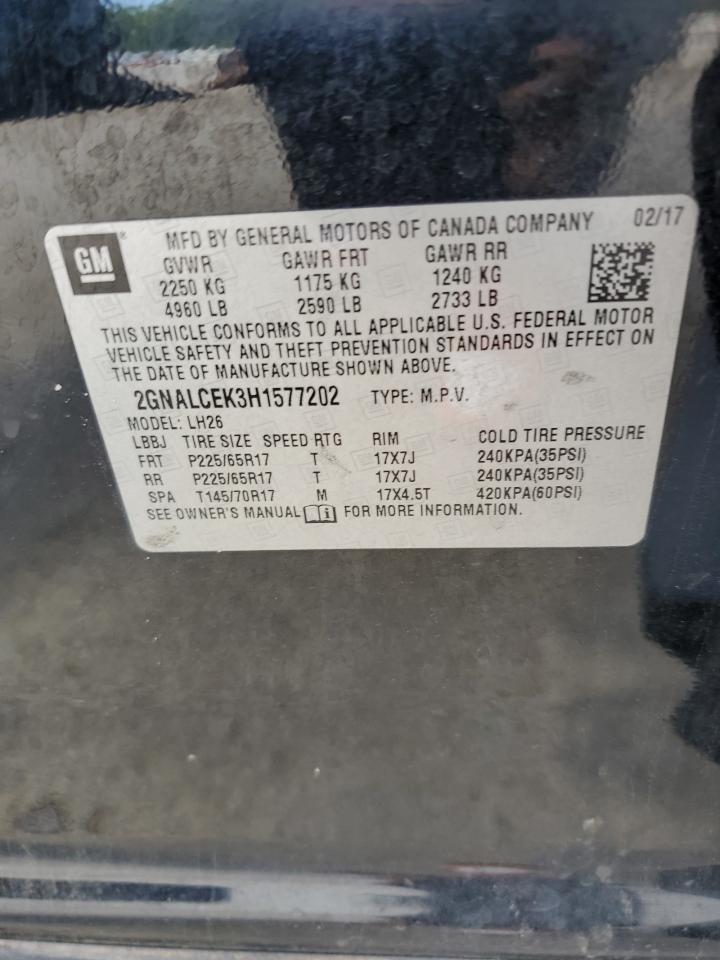 GM® MFD BY GENERAL MOTORS OF CANADA COMPANY 02/17
GVWR GAWR FRT GAWR RR
2250 KG 1175 KG 1240 KG
4960 LB 2590 LB 2733 LB
THIS VEHICLE CONFORMS TO ALL APPLICABLE U.S. FEDERAL MOTOR
VEHICLE SAFETY AND THEFT PREVENTION STANDARDS IN EFFECT ON
THE DATE OF MANUFACTURE SHOWN ABOVE.
2GNALCEK3H1577202 TYPE: M.P.V.
MODEL: LH26
LBBJ TIRE SIZE SPEED RTG RIM COLD TIRE PRESSURE
FRT P225/65R17 T 17X7J 240KPA(35PSI)
RR P225/65R17 T 17X7J 240KPA(35PSI)
SPA T145/70R17 M 17X4.5T 420KPA(60PSI)
SEE OWNER'S MANUAL FOR MORE INFORMATION.